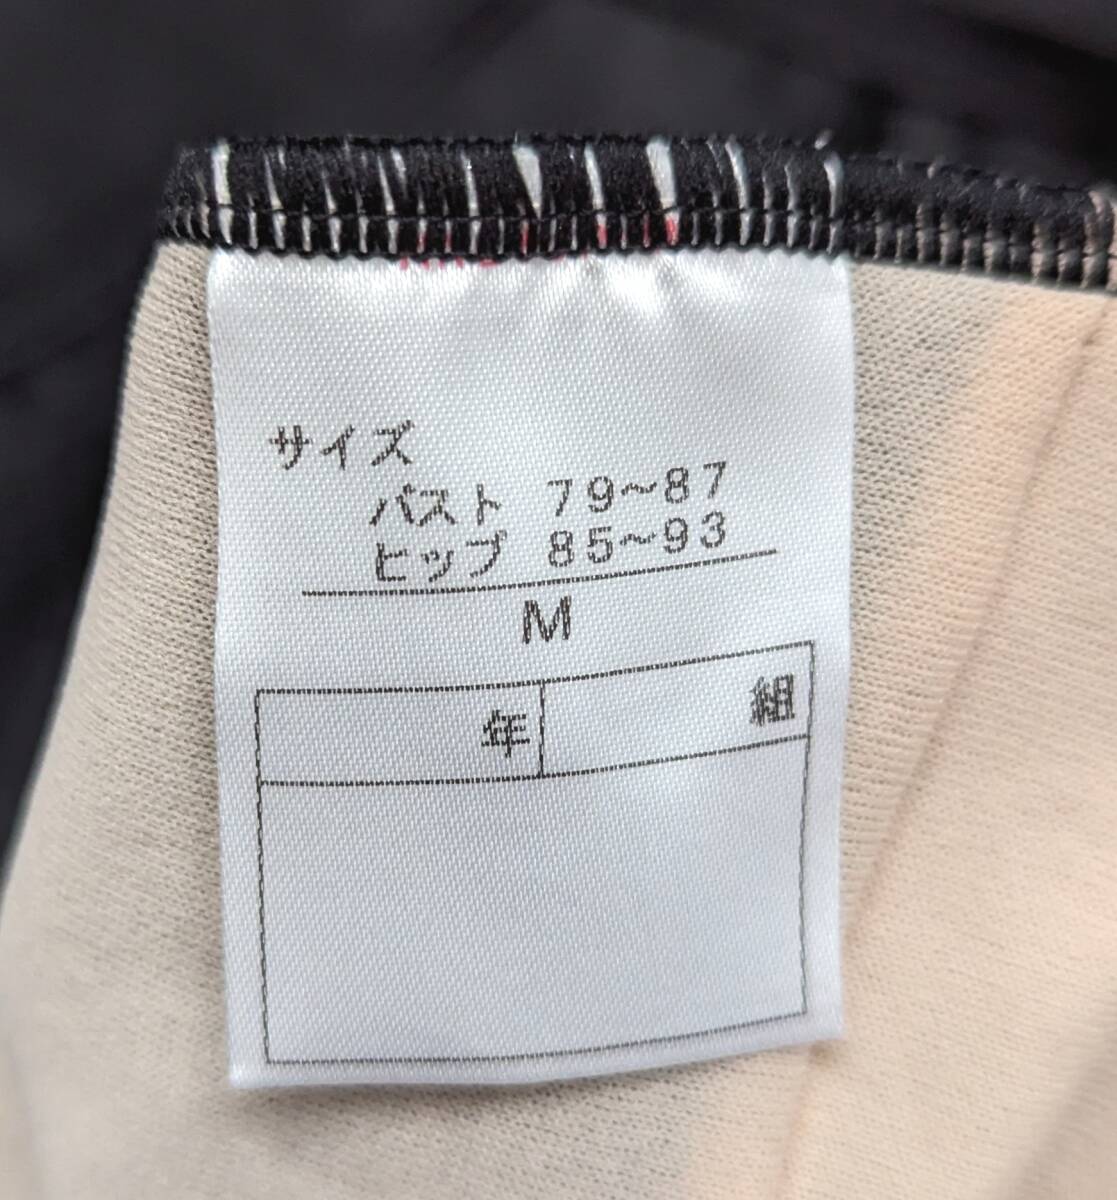 サイズ
バスト 79~87
ヒップ 85~93
M
年 組